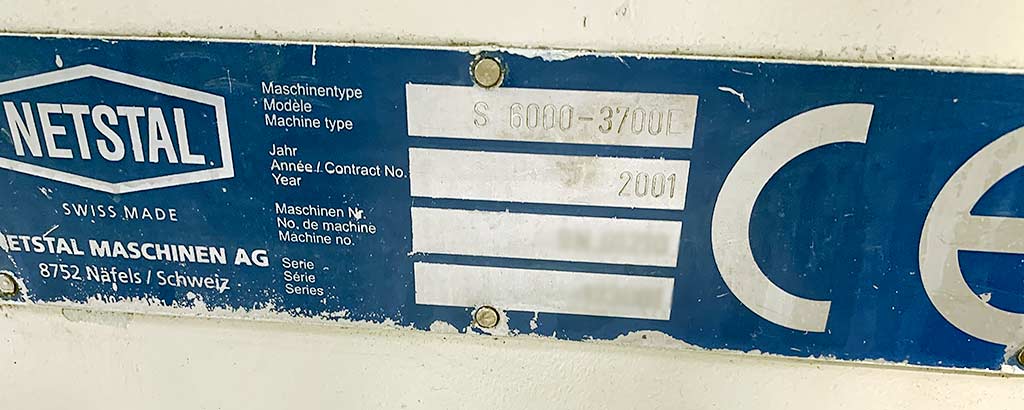 NETSTAL
SWISS MADE
ETSTAL MASCHINEN AG
8752 Näfels / Schweiz
Maschinentype
Modèle
Machine type
S 6000-3700E
Jahr
Année / Contract No.
Year
2001
Maschinen Nr.
No. de machine
Machine no.
Serie
Série
Series
CE